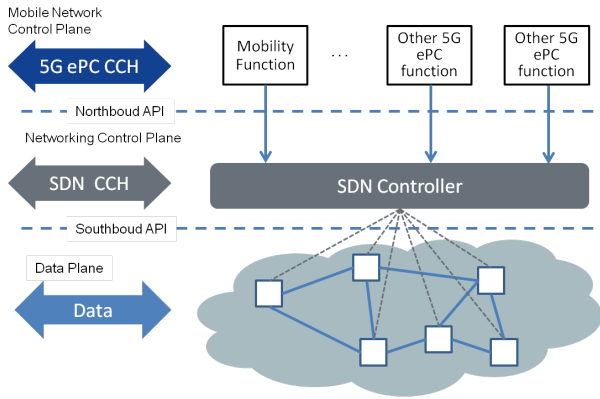 Mobile Network
Control Plane
5G ePC CCH
Mobility
Function
...
Other 5G
ePC
function
Other 5G
ePC
function
Northboud API
Networking Control Plane
SDN CCH
SDN Controller
Southboud API
Data Plane
Data